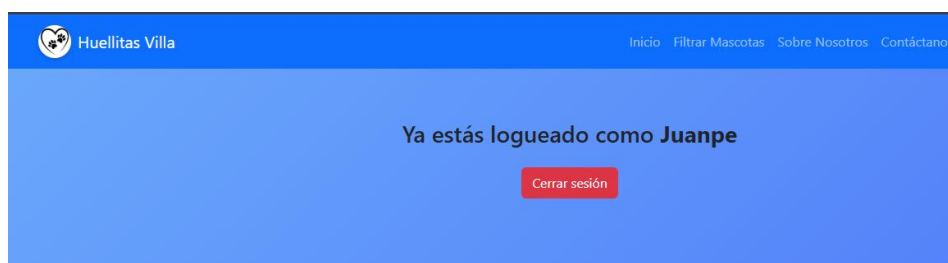 Huellitas Villa
Inicio Filtrar Mascotas Sobre Nosotros Contáctano
Ya estás logueado como Juanpe
Cerrar sesión